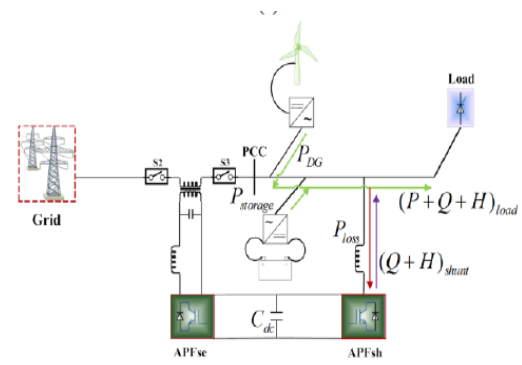 Load
S2
S3
PCC
P_DG
P_storage
Grid
(P+Q+H)_load
P_loss
(Q+H)_shunt
C_dc
APFse
APFsh